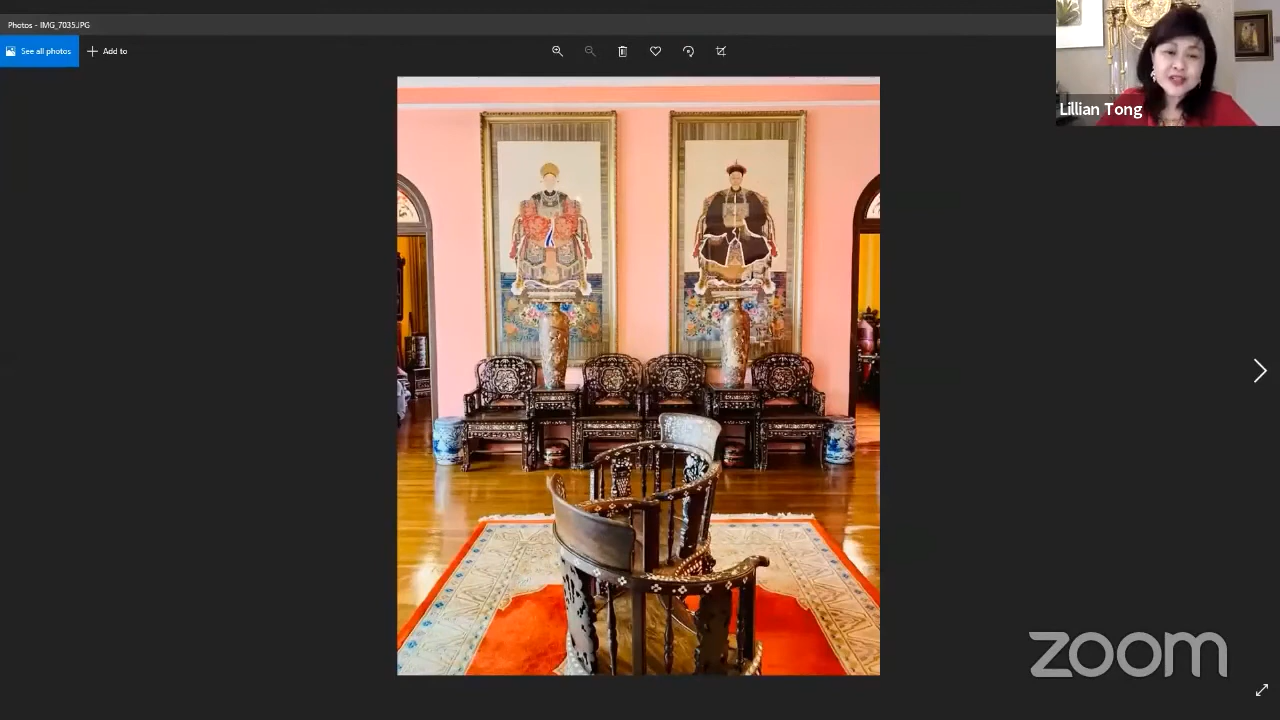 Photos - IMG_7035.JPG
See all photos
Add to
Lillian Tong
zoom